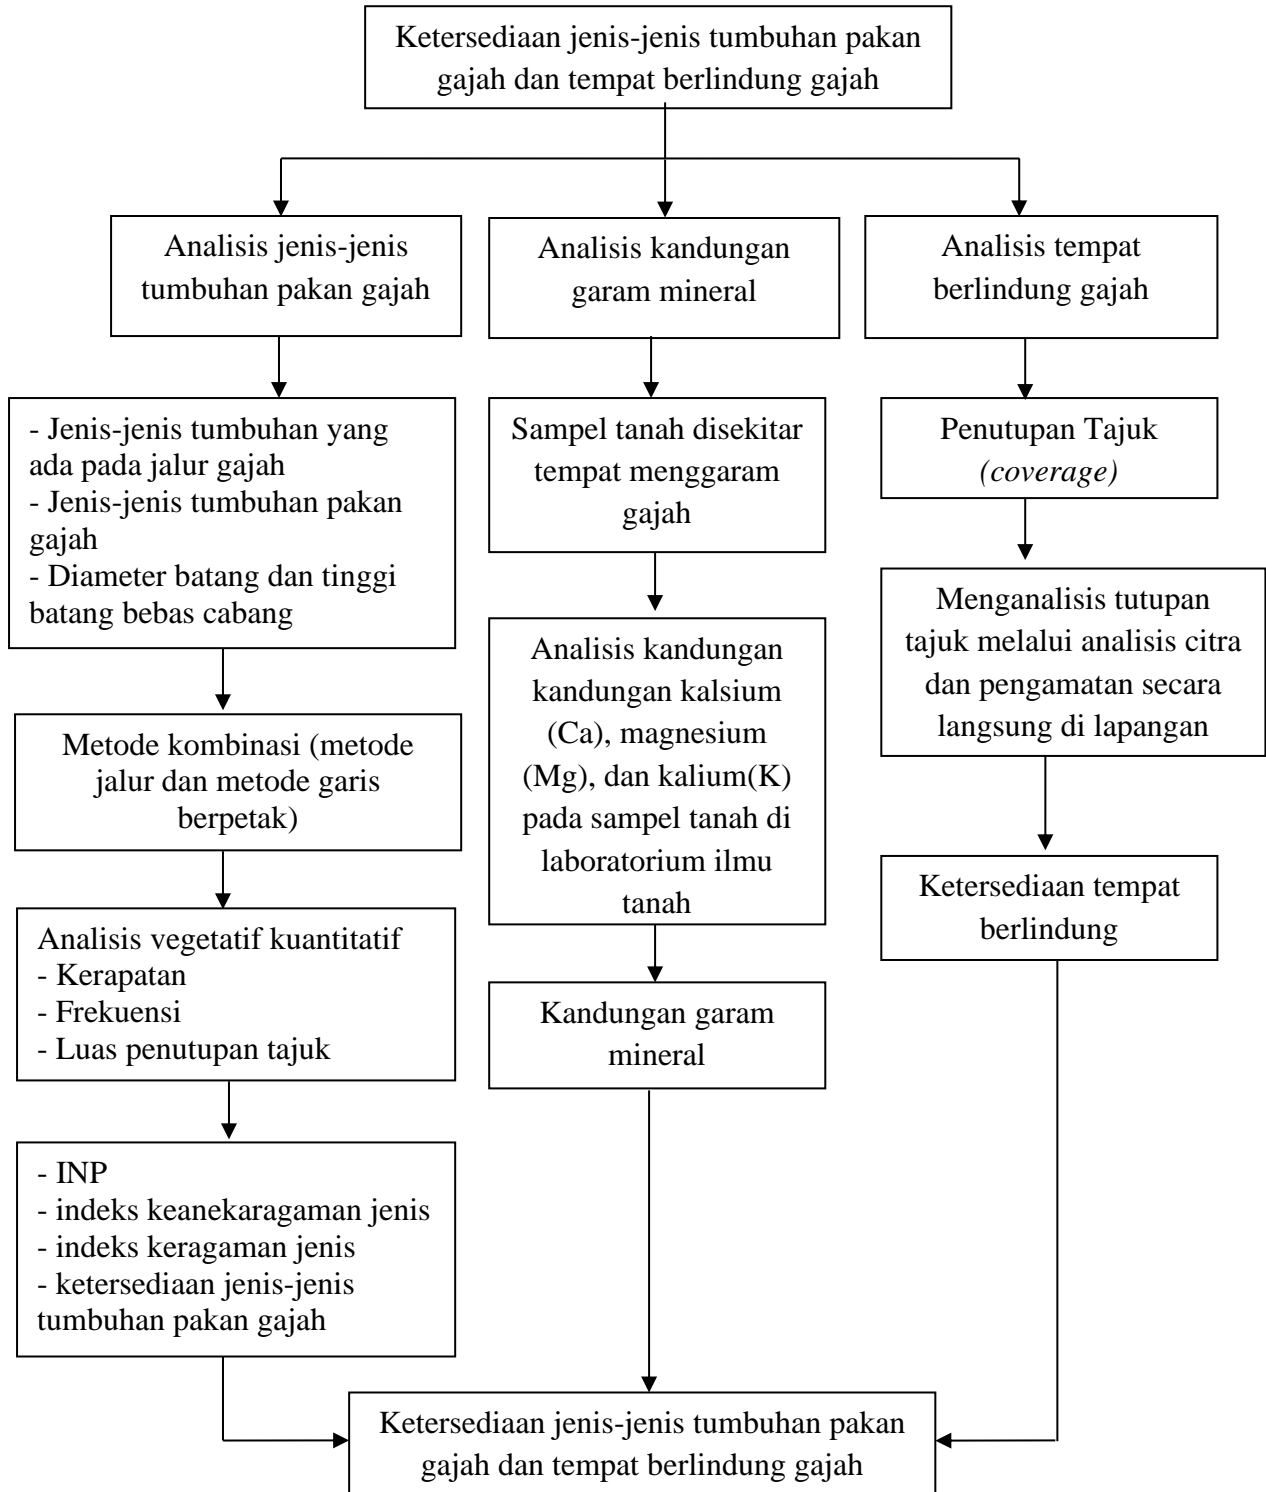 Ketersediaan jenis-jenis tumbuhan pakan
gajah dan tempat berlindung gajah
Analisis jenis-jenis
tumbuhan pakan gajah
Analisis kandungan
garam mineral
Analisis tempat
berlindung gajah
- Jenis-jenis tumbuhan yang
ada pada jalur gajah
- Jenis-jenis tumbuhan pakan
gajah
- Diameter batang dan tinggi
batang bebas cabang
Sampel tanah disekitar
tempat menggaram
gajah
Penutupan Tajuk
(coverage)
Metode kombinasi (metode
jalur dan metode garis
berpetak)
Analisis kandungan
kandungan kalsium
(Ca), magnesium
(Mg), dan kalium(K)
pada sampel tanah di
laboratorium ilmu
tanah
Menganalisis tutupan
tajuk melalui analisis citra
dan pengamatan secara
langsung di lapangan
Analisis vegetatif kuantitatif
- Kerapatan
- Frekuensi
- Luas penutupan tajuk
Kandungan garam
mineral
Ketersediaan tempat
berlindung
- INP
- indeks keanekaragaman jenis
- indeks keragaman jenis
- ketersediaan jenis-jenis
tumbuhan pakan gajah
Ketersediaan jenis-jenis tumbuhan pakan
gajah dan tempat berlindung gajah